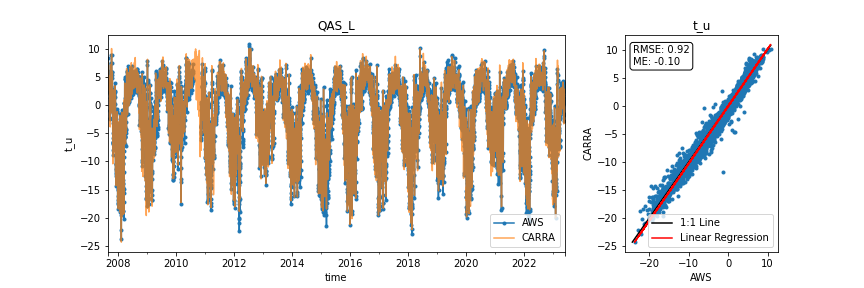 QAS_L
t_u
10
5
0
−5
−10
−15
−20
−25
2008
2010
2012
2014
2016
2018
2020
2022
time
AWS
CARRA
t_u
CARRA
10
5
0
−5
−10
−15
−20
−25
−20
−10
0
10
AWS
RMSE: 0.92
ME: -0.10
1:1 Line
Linear Regression